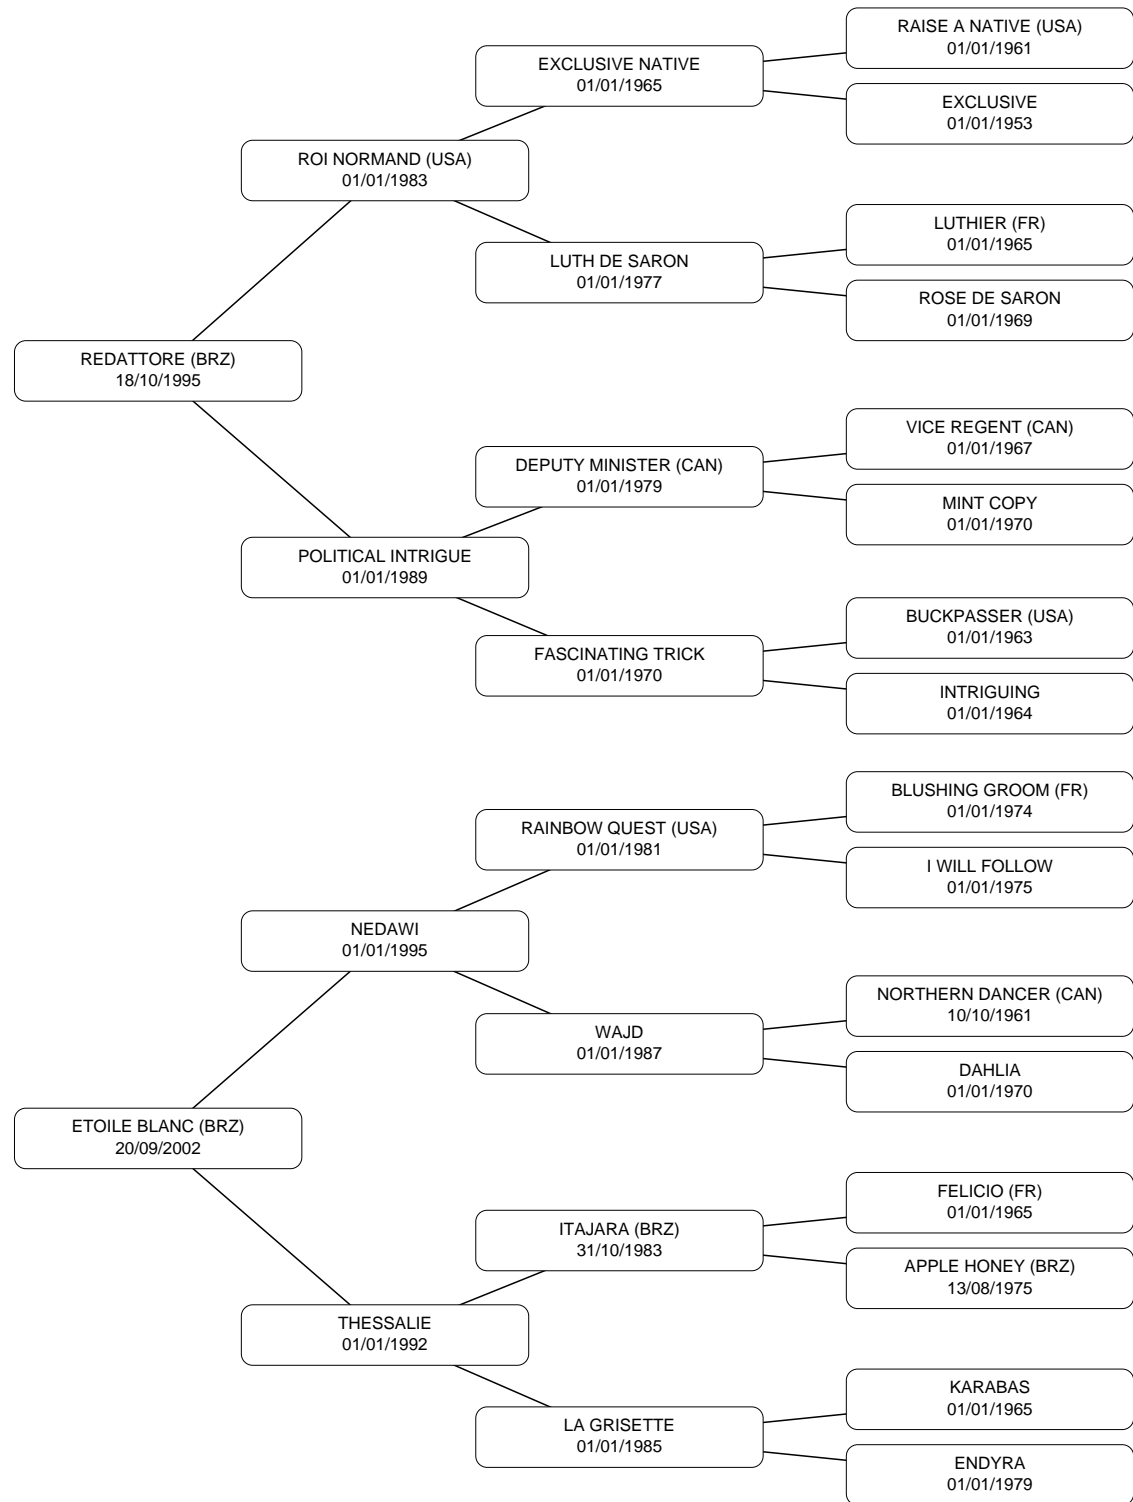 RAISE A NATIVE (USA)
01/01/1961
EXCLUSIVE NATIVE
01/01/1965
EXCLUSIVE
01/01/1953
ROI NORMAND (USA)
01/01/1983
LUTHIER (FR)
01/01/1965
LUTH DE SARON
01/01/1977
ROSE DE SARON
01/01/1969
REDATTORE (BRZ)
18/10/1995
VICE REGENT (CAN)
01/01/1967
DEPUTY MINISTER (CAN)
01/01/1979
MINT COPY
01/01/1970
POLITICAL INTRIGUE
01/01/1989
BUCKPASSER (USA)
01/01/1963
FASCINATING TRICK
01/01/1970
INTRIGUING
01/01/1964
BLUSHING GROOM (FR)
01/01/1974
RAINBOW QUEST (USA)
01/01/1981
I WILL FOLLOW
01/01/1975
NEDAWI
01/01/1995
NORTHERN DANCER (CAN)
10/10/1961
WAJD
01/01/1987
DAHLIA
01/01/1970
ETOILE BLANC (BRZ)
20/09/2002
FELICIO (FR)
01/01/1965
ITAJARA (BRZ)
31/10/1983
APPLE HONEY (BRZ)
13/08/1975
THESSALIE
01/01/1992
KARABAS
01/01/1965
LA GRISETTE
01/01/1985
ENDYRA
01/01/1979